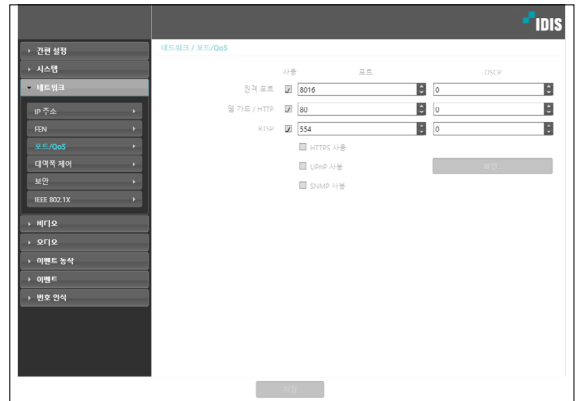 IDIS
간편 설정
시스템
네트워크
IP 주소
FEN
포트/QoS
대역폭 제어
보안
IEEE 802.1X
비디오
오디오
이벤트 동작
이벤트
번호 인식
네트워크 / 포트/QoS
사용 포트 DSCP
원격 포트 8016 0
웹 가드 / HTTP 80 0
RTSP 554 0
HTTPS 사용
UPnP 사용 확인...
SNMP 사용
저장